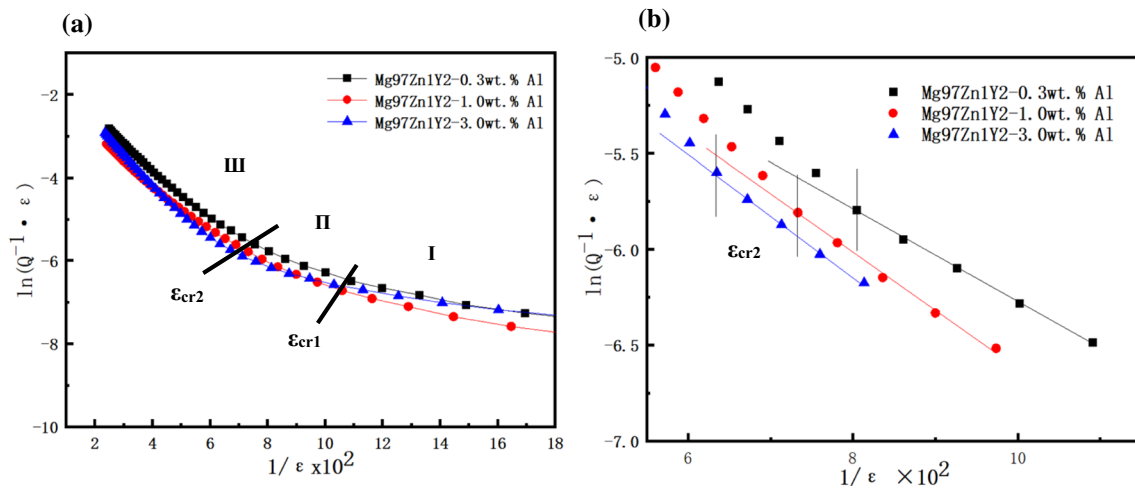 (a)
Mg97Zn1Y2-0.3wt.% Al
Mg97Zn1Y2-1.0wt.% Al
Mg97Zn1Y2-3.0wt.% Al
III
II
I
εcr2
εcr1
ln(Q⁻¹· ε)
-2
-4
-6
-8
-10
2 4 6 8 10 12 14 16 18
1/ ε x10²
(b)
Mg97Zn1Y2-0.3wt.% Al
Mg97Zn1Y2-1.0wt.% Al
Mg97Zn1Y2-3.0wt.% Al
εcr2
ln(Q⁻¹· ε)
-5.0
-5.5
-6.0
-6.5
-7.0
6 8 10
1/ ε ×10²